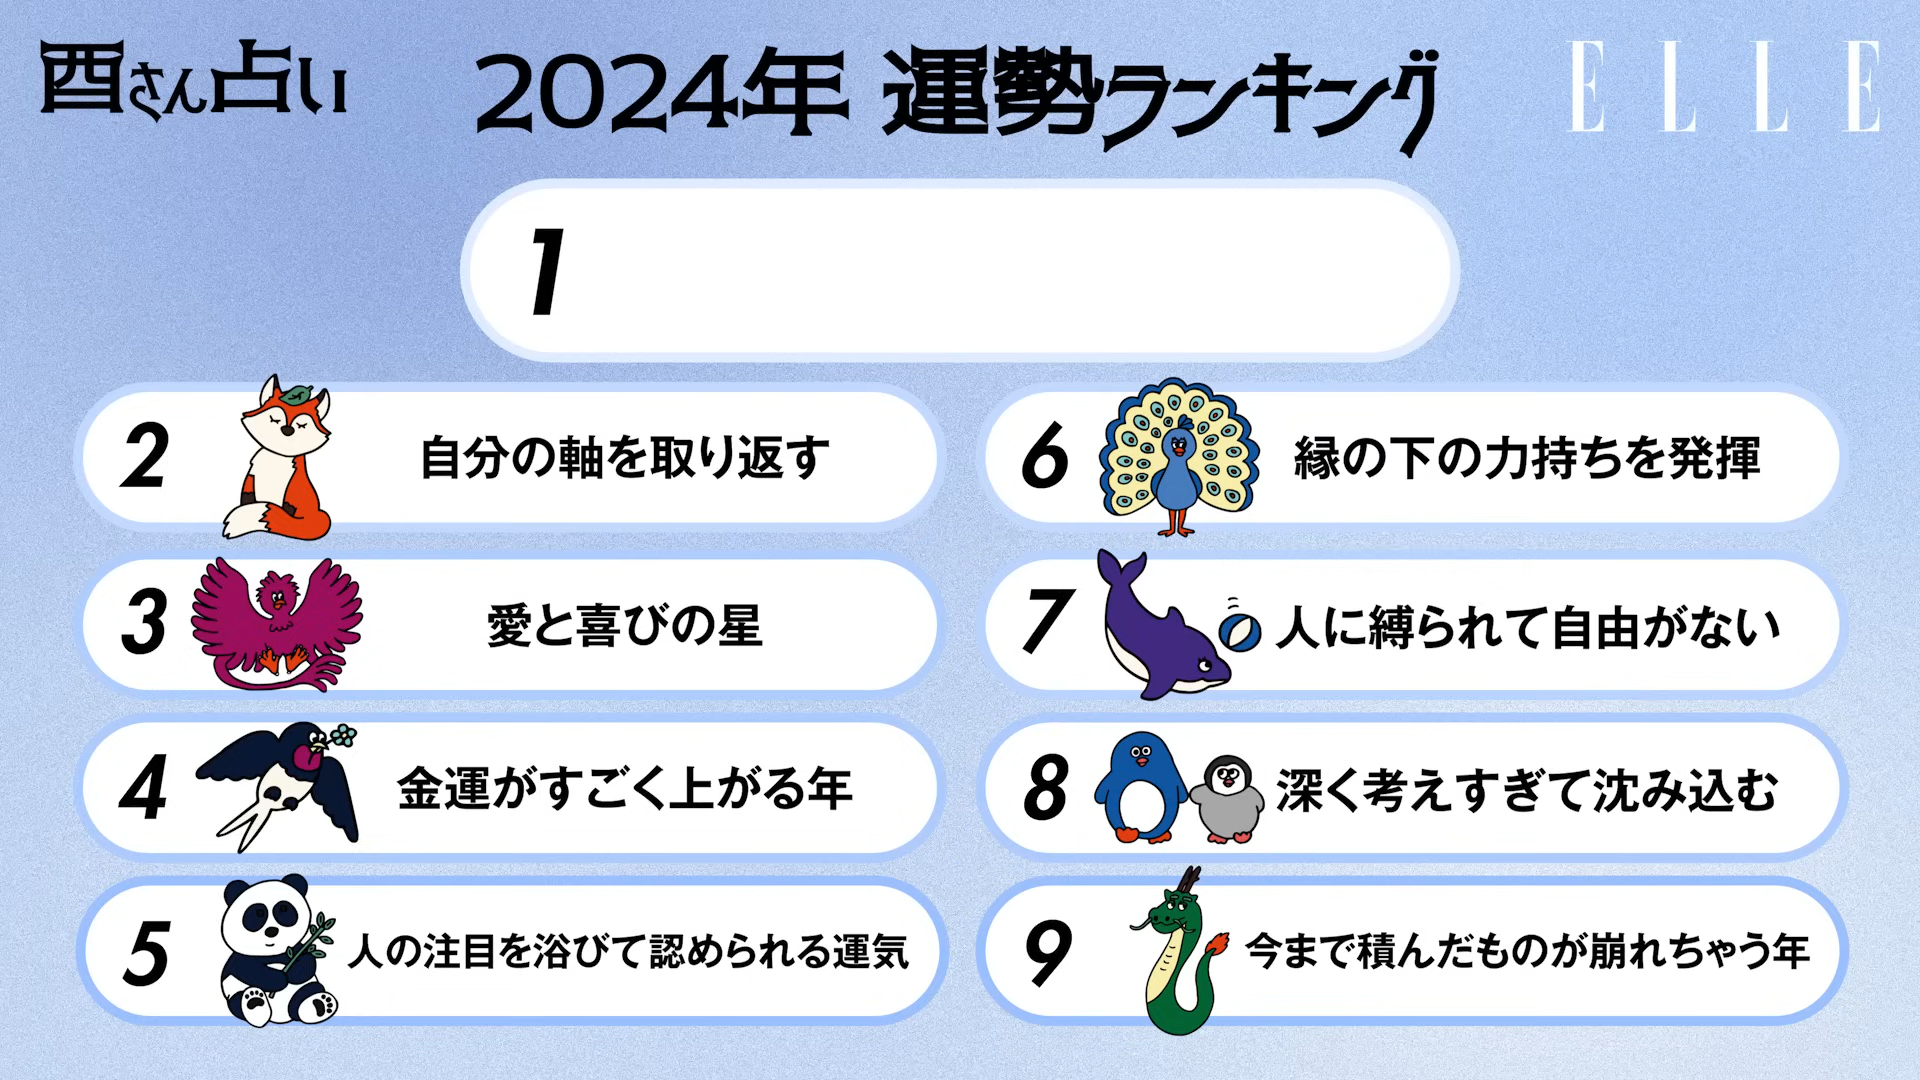 酉さん占い
2024年 運勢ランキング
ELLE
1
2 自分の軸を取り返す
3 愛と喜びの星
4 金運がすごく上がる年
5 人の注目を浴びて認められる運気
6 縁の下の力持ちを発揮
7 人に縛られて自由がない
8 深く考えすぎて沈み込む
9 今まで積んだものが崩れちゃう年